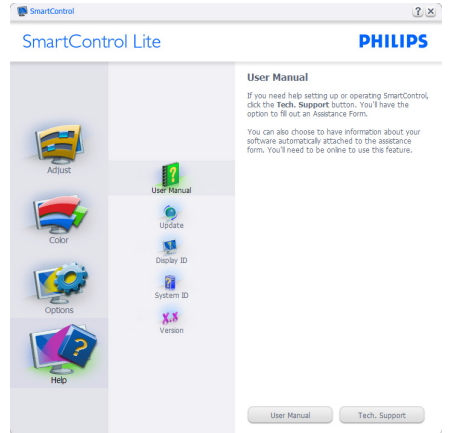 SmartControl
? X
SmartControl Lite
PHILIPS
Adjust
Color
Options
Help
User Manual
Update
Display ID
System ID
X.X
Version
User Manual
If you need help setting up or operating SmartControl,
click the Tech. Support button. You'll have the
option to fill out an Assistance Form.
You can also choose to have information about your
software automatically attached to the assistance
form. You'll need to be online to use this feature.
User Manual
Tech. Support